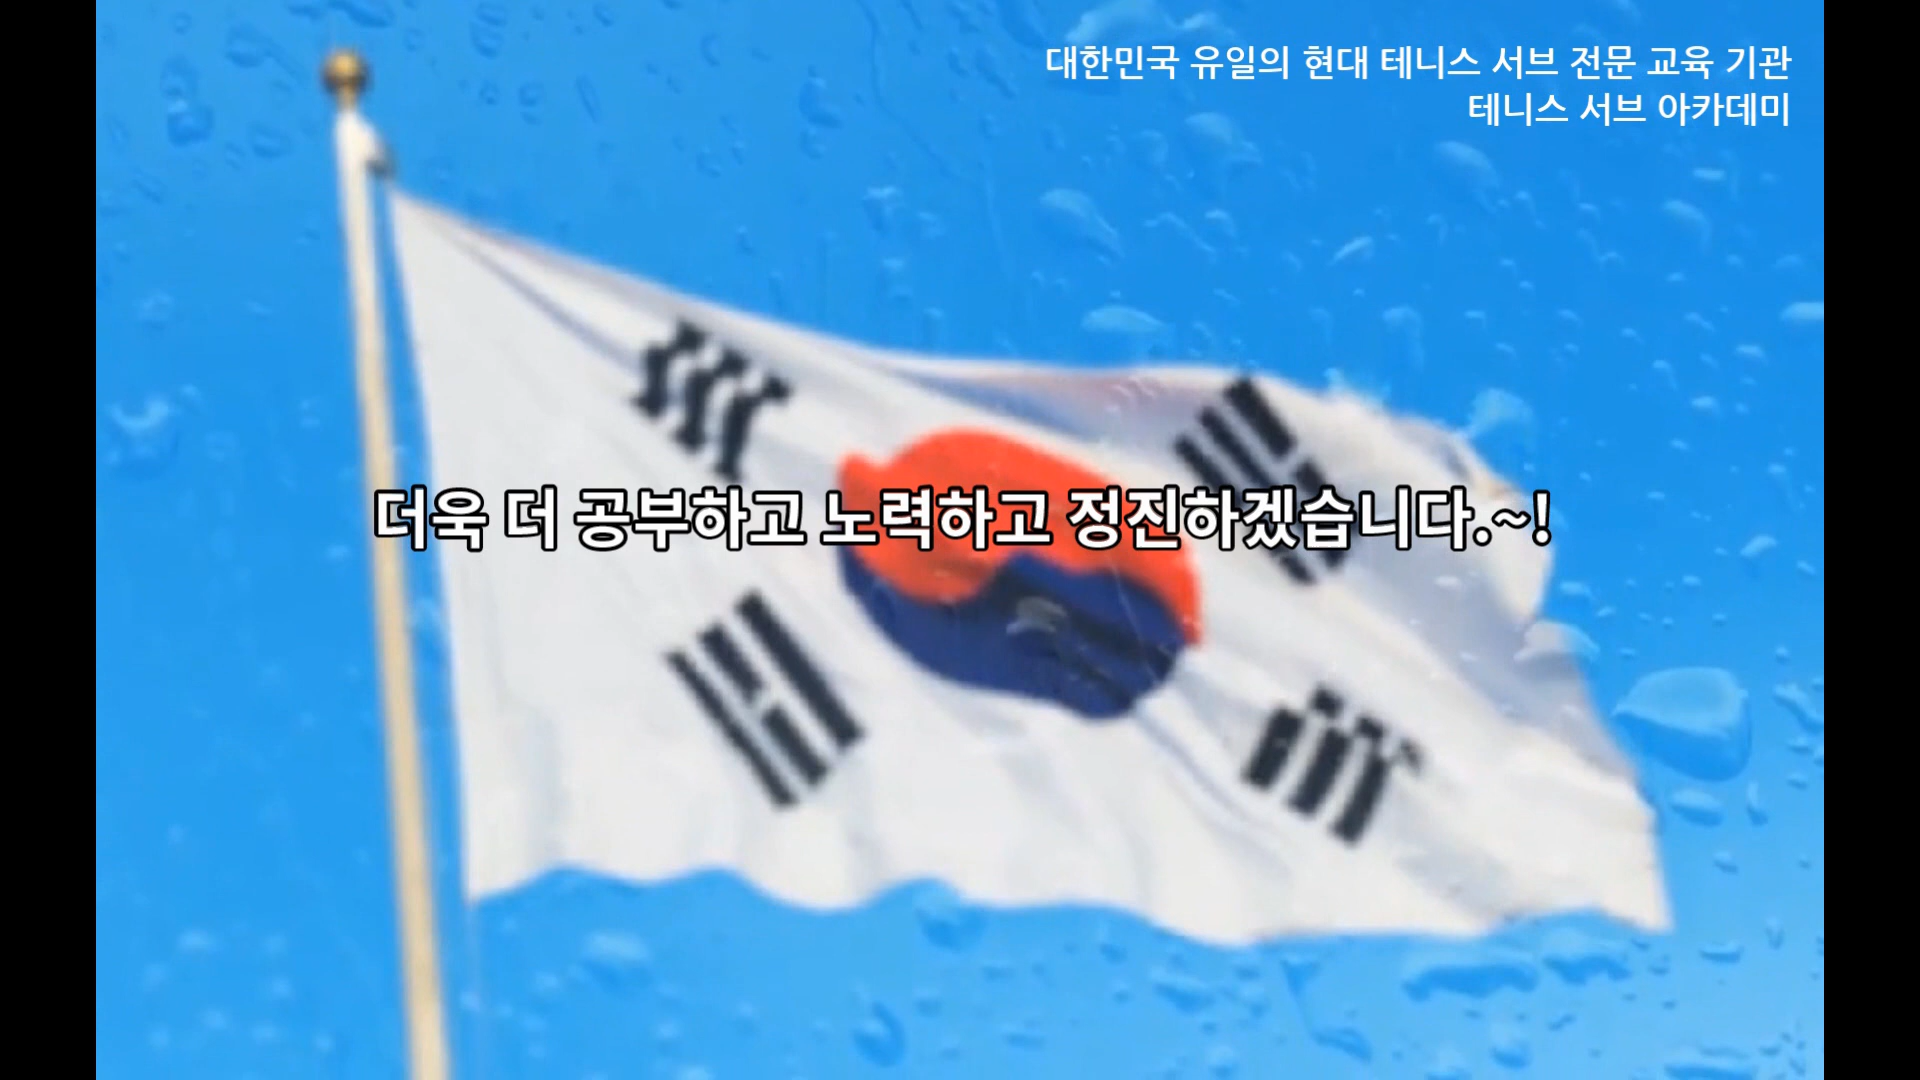 대한민국 유일의 현대 테니스 서브 전문 교육 기관
테니스 서브 아카데미
더욱 더 공부하고 노력하고 정진하겠습니다.~!